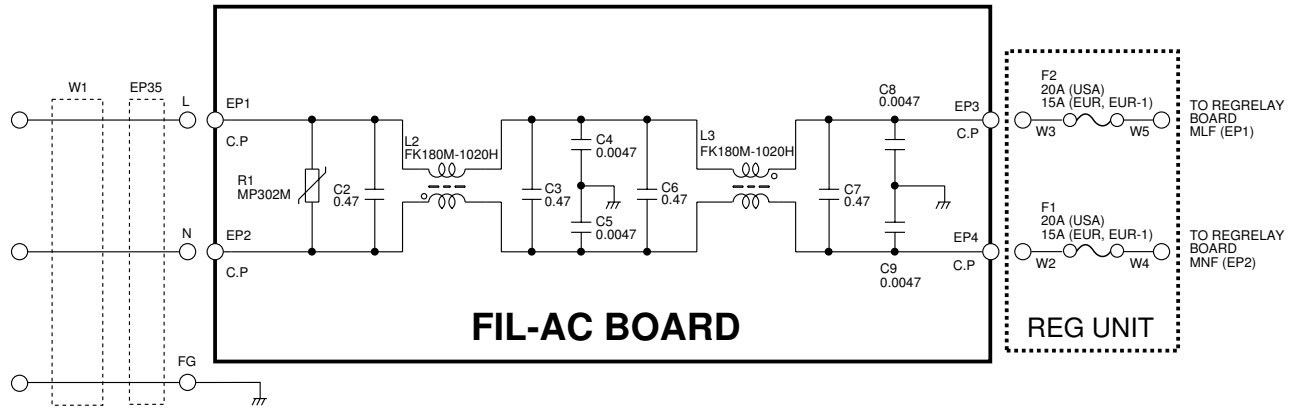 W1
EP35
L
EP1
C.P
R1
MP302M
C2
0.47
L2
FK180M-1020H
C3
0.47
C4
0.0047
C5
0.0047
C6
0.47
L3
FK180M-1020H
C7
0.47
C8
0.0047
C9
0.0047
EP3
C.P
N
EP2
C.P
EP4
C.P
FIL-AC BOARD
F2
20A (USA)
15A (EUR, EUR-1)
W3
W5
TO REGRELAY
BOARD
MLF (EP1)
F1
20A (USA)
15A (EUR, EUR-1)
W2
W4
TO REGRELAY
BOARD
MNF (EP2)
REG UNIT
FG